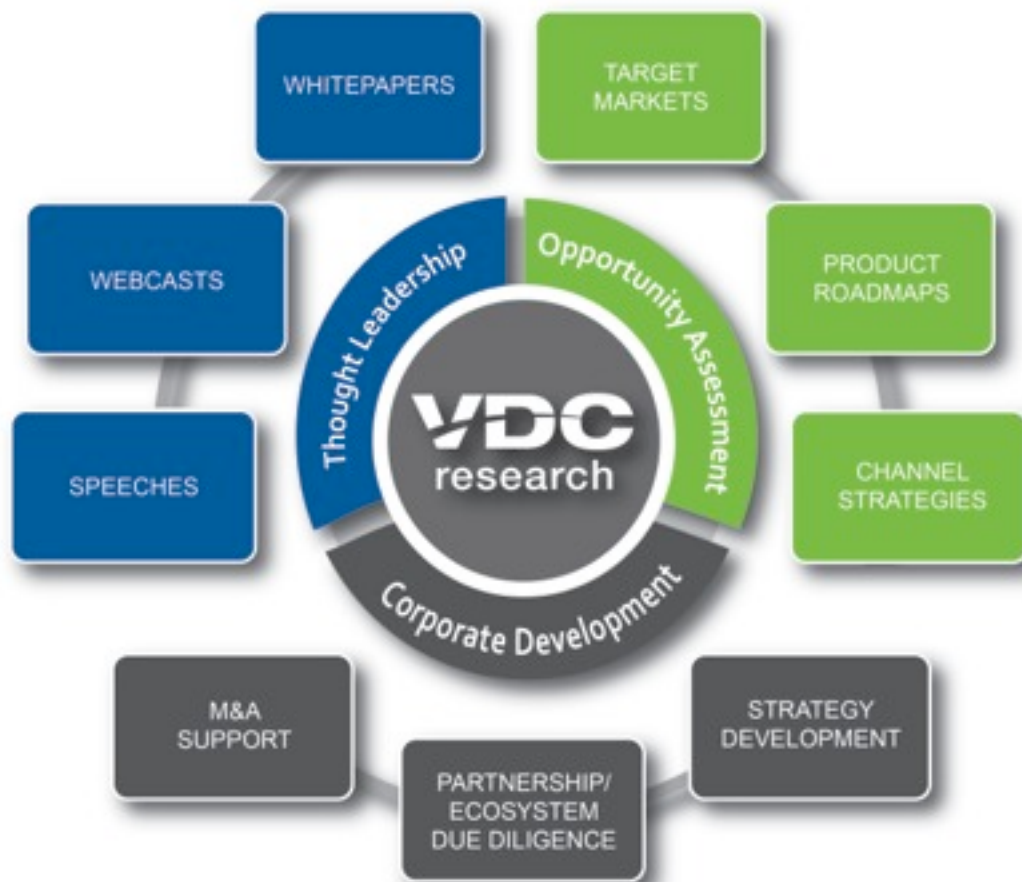 WHITEPAPERS
TARGET
MARKETS
WEBCASTS
PRODUCT
ROADMAPS
SPEECHES
CHANNEL
STRATEGIES
Thought Leadership
Opportunity Assessment
Corporate Development
VDC
research
M&A
SUPPORT
PARTNERSHIP/
ECOSYSTEM
DUE DILIGENCE
STRATEGY
DEVELOPMENT